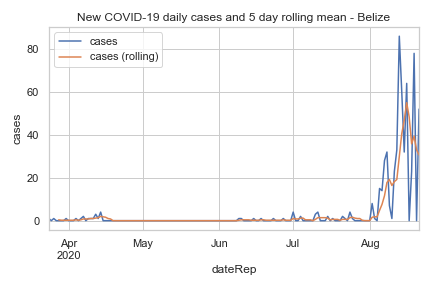 New COVID-19 daily cases and 5 day rolling mean - Belize
cases
cases (rolling)
80
60
40
20
0
cases
Apr
2020
May
Jun
Jul
Aug
dateRep